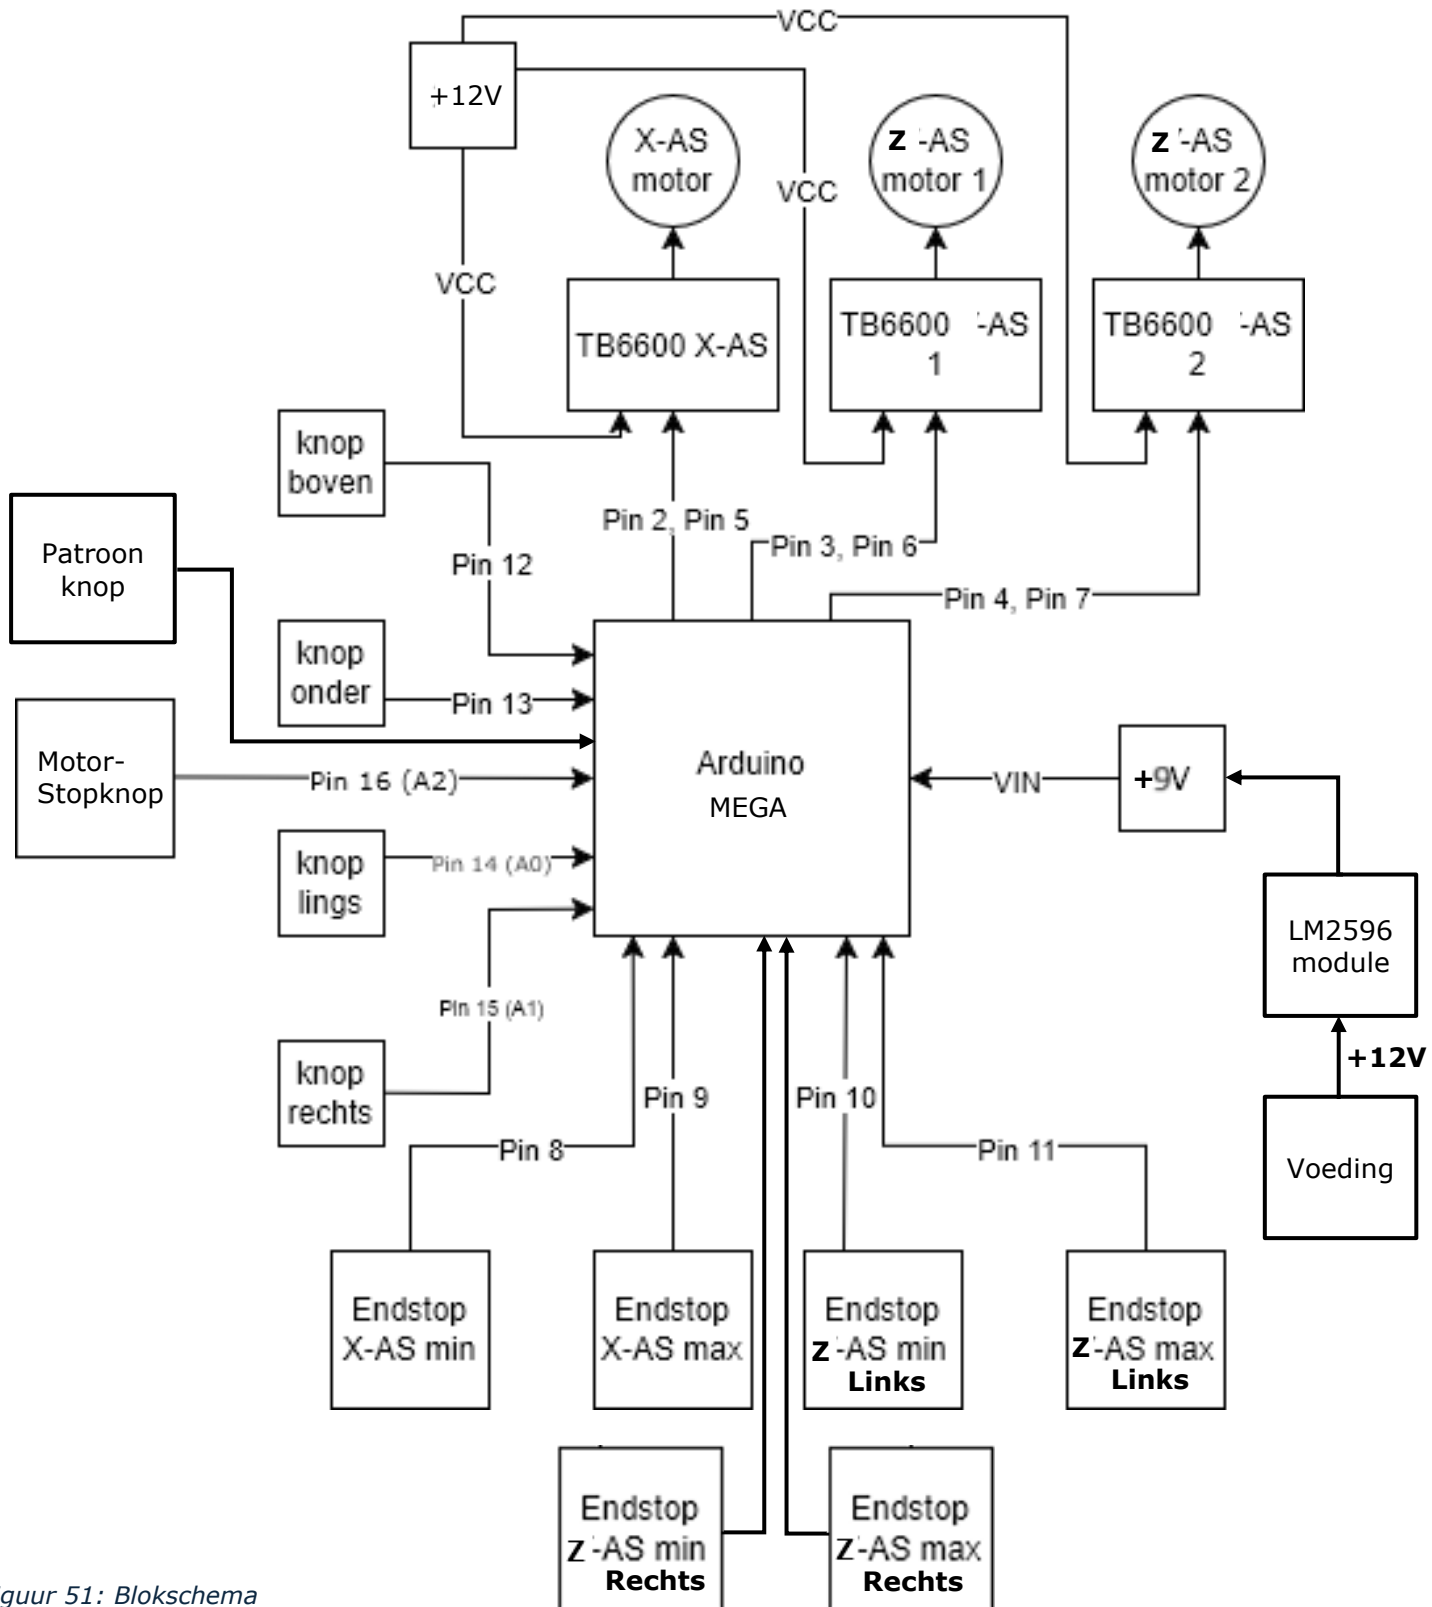 VCC
+12V
X-AS
motor
Z -AS
motor 1
Z -AS
motor 2
VCC
VCC
TB6600 X-AS
TB6600 -AS
1
TB6600 -AS
2
knop
boven
Pin 2, Pin 5
Pin 3, Pin 6
Pin 4, Pin 7
Patroon
knop
Pin 12
knop
onder
Pin 13
Motor-
Stopknop
Pin 16 (A2)
Arduino
MEGA
VIN
+9V
knop
lings
Pin 14 (A0)
LM2596
module
Pin 15 (A1)
+12V
knop
rechts
Pin 9
Pin 10
Pin 8
Pin 11
Voeding
Endstop
X-AS min
Endstop
X-AS max
Endstop
Z -AS min
Links
Endstop
Z -AS max
Links
Endstop
Z -AS min
Rechts
Endstop
Z -AS max
Rechts
guur 51: Blokschema